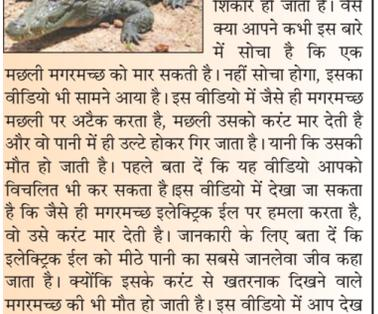 शिकार हो जाता है। वैसे
क्या आपने कभी इस बारे
में सोचा है कि एक
मछली मगरमच्छ को मार सकती है। नहीं सोचा होगा, इसका
वीडियो भी सामने आया है। इस वीडियो में जैसे ही मगरमच्छ
मछली पर अटैक करता है, मछली उसको करंट मार देती है
और वो पानी में ही उल्टे होकर गिर जाता है। यानी कि उसकी
मौत हो जाती है। पहले बता दें कि यह वीडियो आपको
विचलित भी कर सकता है।इस वीडियो में देखा जा सकता
है कि जैसे ही मगरमच्छ इलेक्ट्रिक ईल पर हमला करता है,
वो उसे करंट मार देती है। जानकारी के लिए बता दें कि
इलेक्ट्रिक ईल को मीठे पानी का सबसे जानलेवा जीव कहा
जाता है। क्योंकि इसके करंट से खतरनाक दिखने वाले
मगरमच्छ की भी मौत हो जाती है। इस वीडियो में आप देख